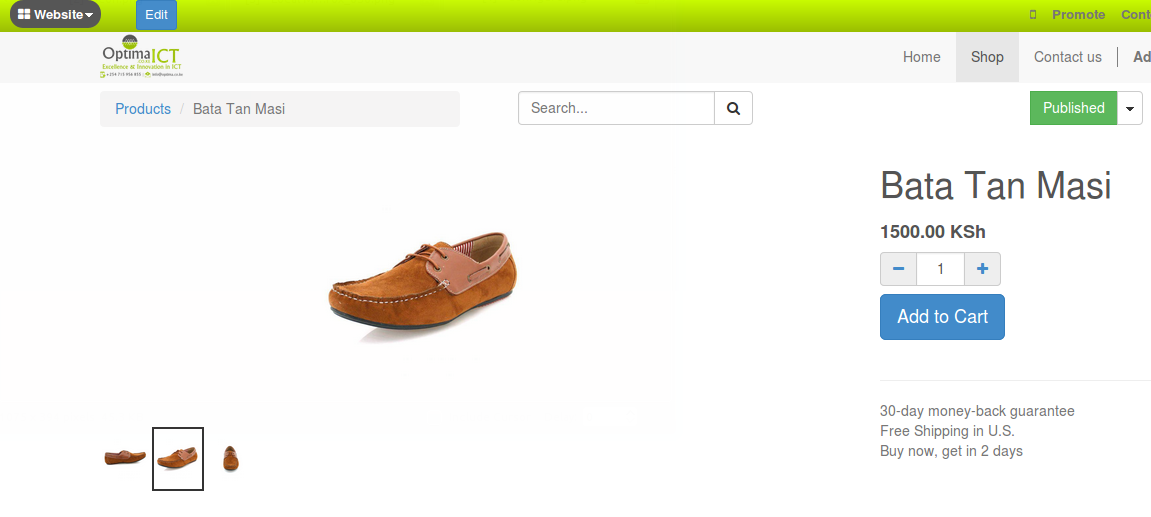 Website
Edit
Promote
Cont
Optima ICT
Excellence & Innovation in ICT
Home
Shop
Contact us
Ad
Products / Bata Tan Masi
Search...
Published
Bata Tan Masi
1500.00 KSh
− 1 +
Add to Cart
30-day money-back guarantee
Free Shipping in U.S.
Buy now, get in 2 days